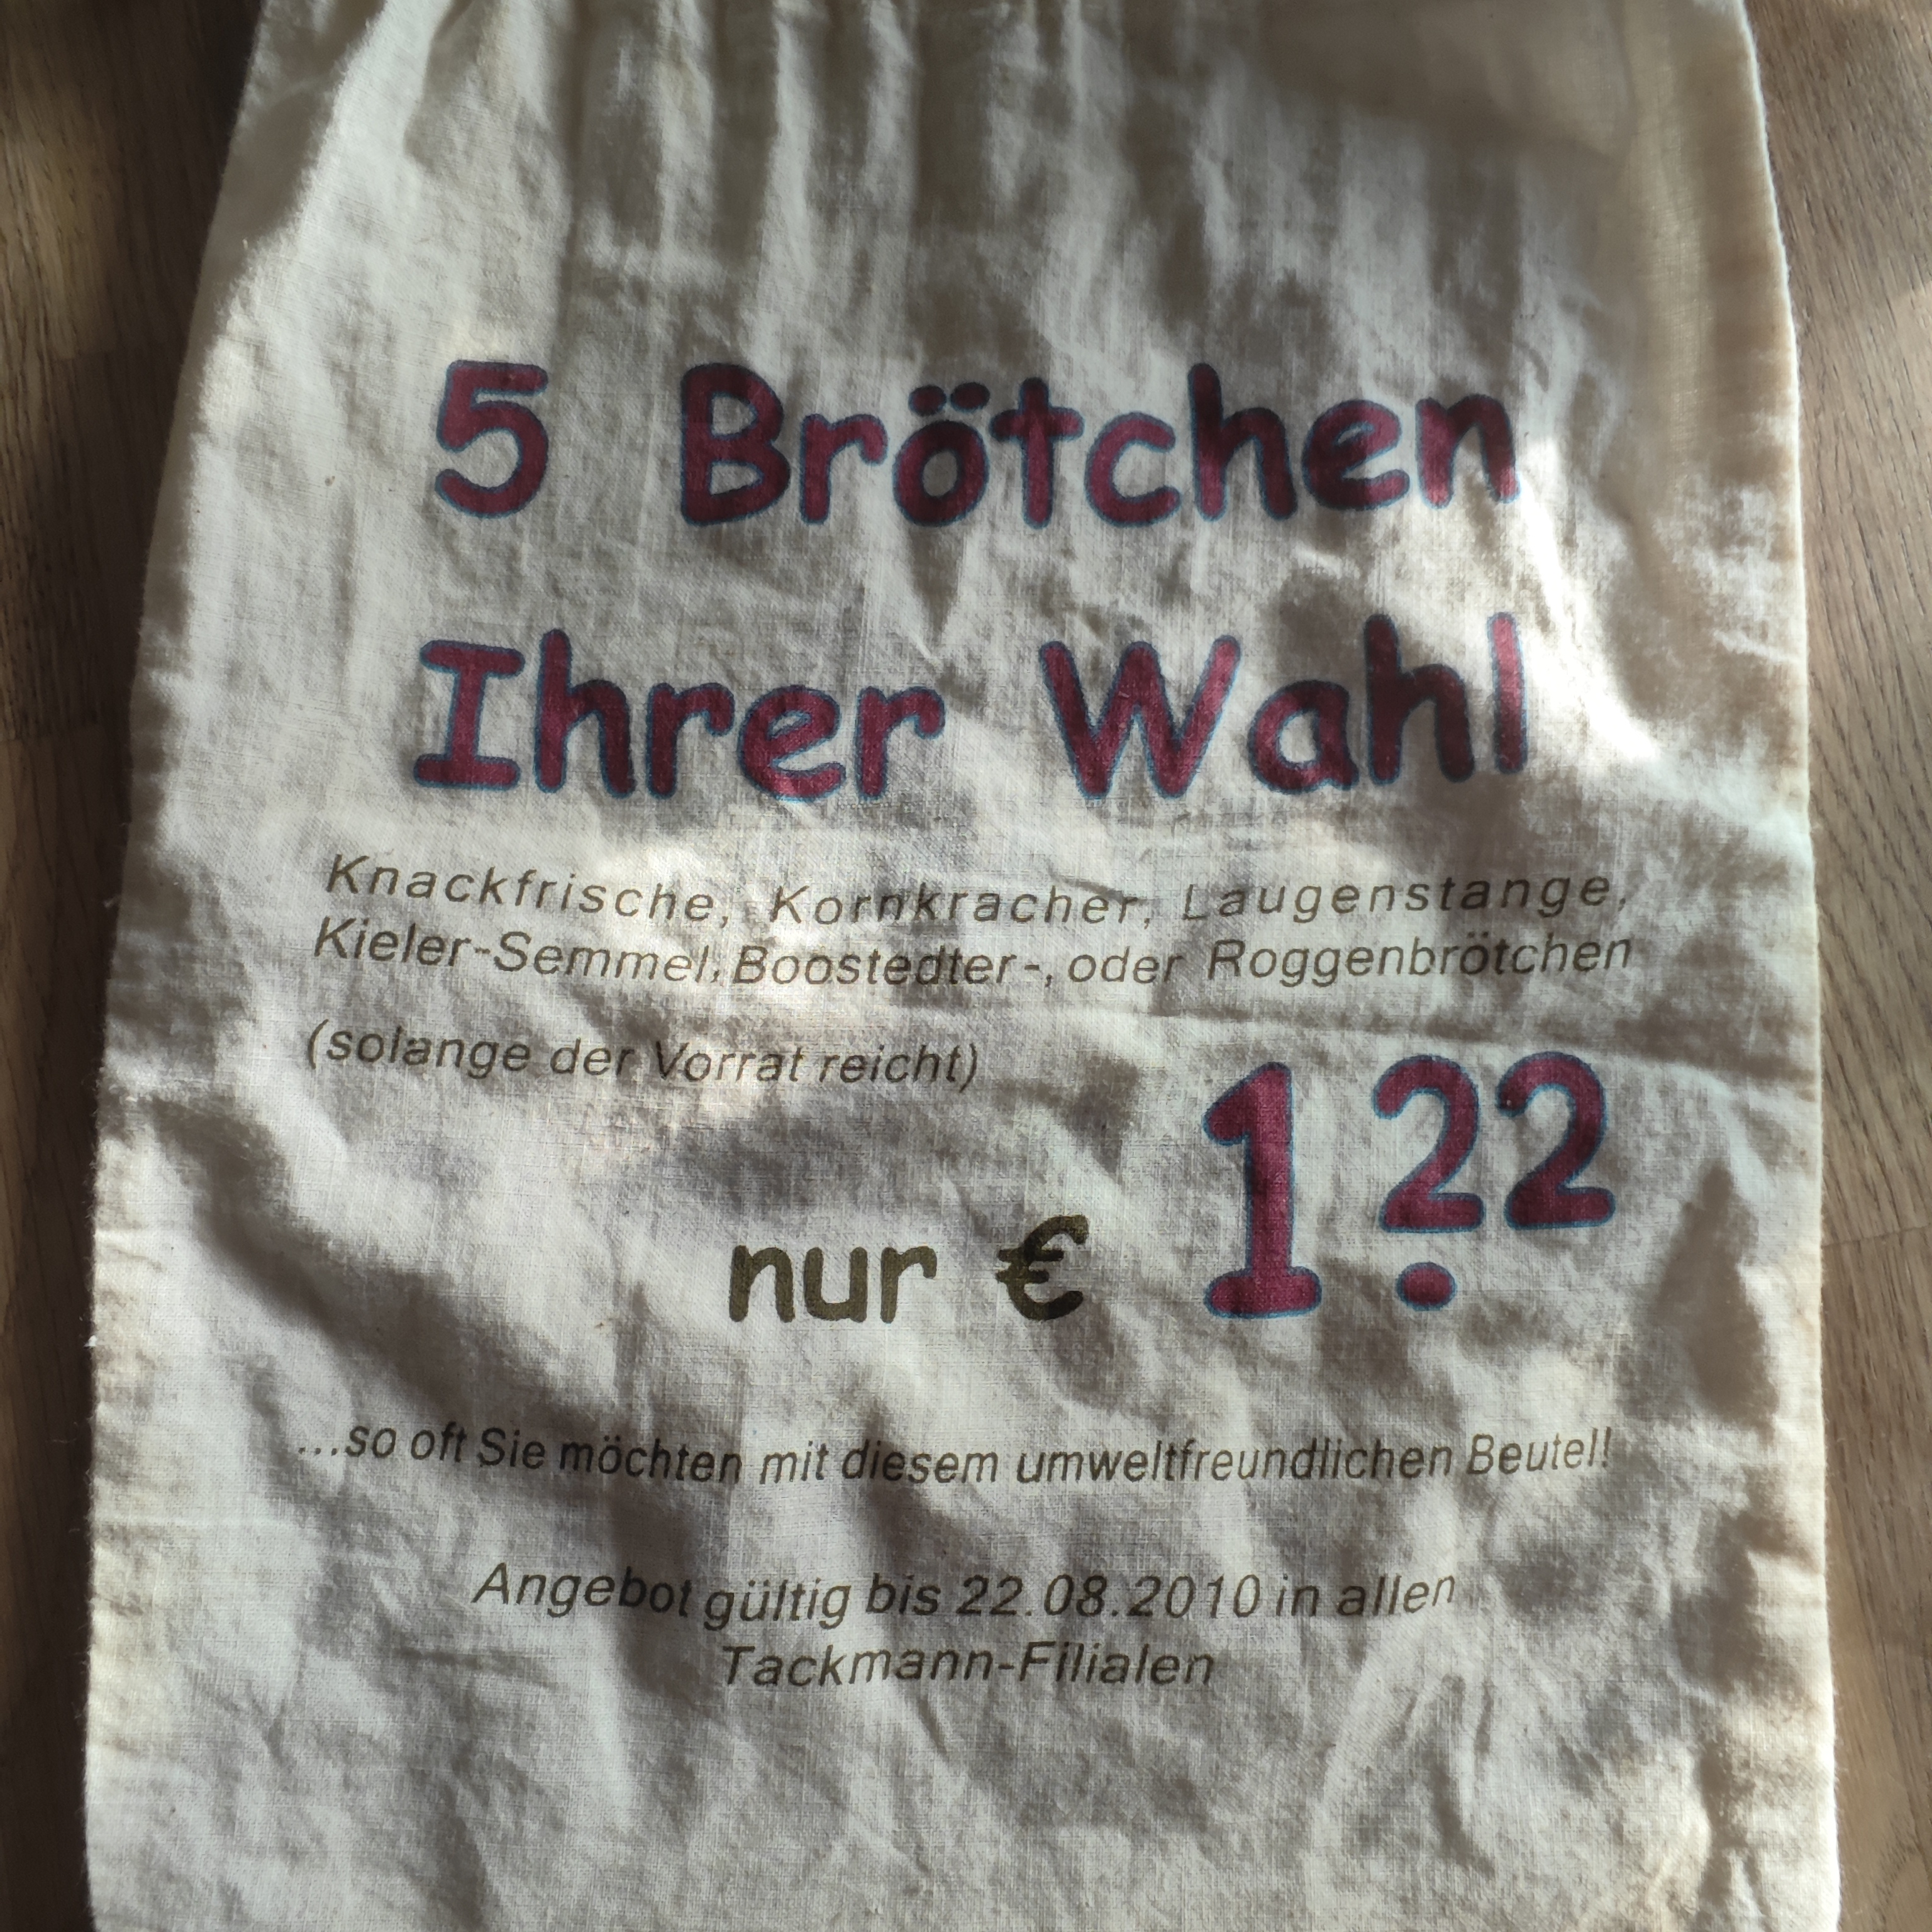 5 Brötchen
Ihrer Wahl
Knackfrische, Kornkracher, Laugenstange,
Kieler-Semmel, Boostedter-, oder Roggenbrötchen
(solange der Vorrat reicht)
nur € 1.22
...so oft Sie möchten mit diesem umweltfreundlichen Beutel!
Angebot gültig bis 22.08.2010 in allen
Tackmann-Filialen